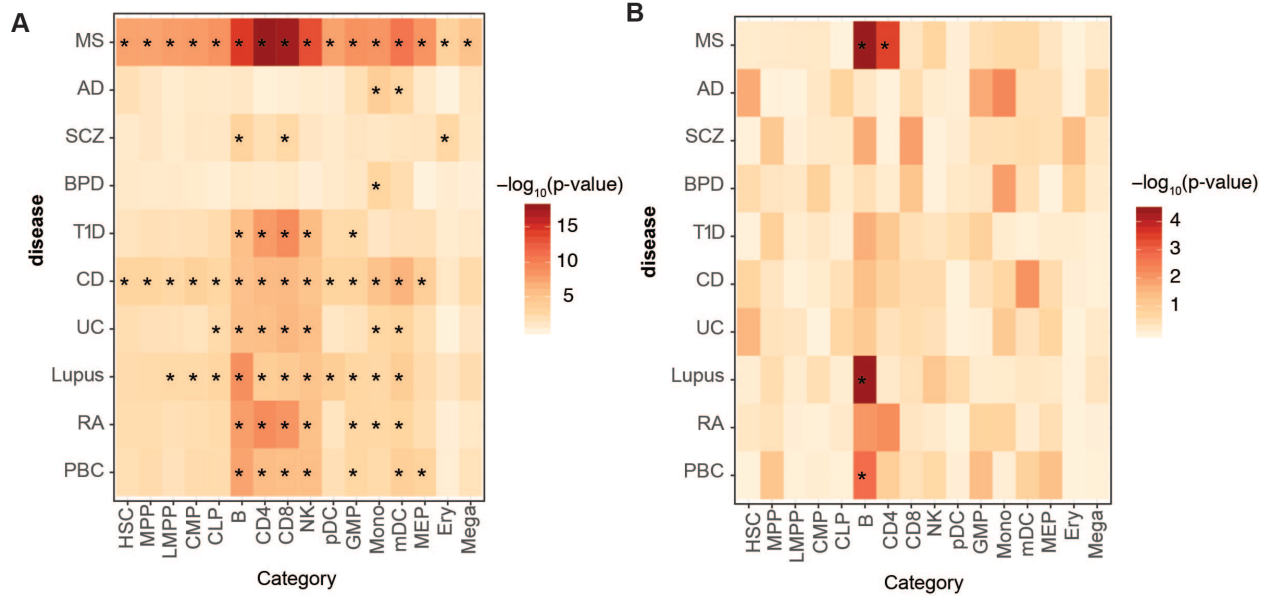 A
MS
AD
SCZ
BPD
T1D
CD
UC
Lupus
RA
PBC
disease
HSC MPP LMPP CMP CLP B CD4 CD8 NK pDC GMP Mono mDC MEP Ery Mega
Category
−log10(p-value)
15
10
5
B
MS
AD
SCZ
BPD
T1D
CD
UC
Lupus
RA
PBC
disease
HSC MPP LMPP CMP CLP B CD4 CD8 NK pDC GMP Mono mDC MEP Ery Mega
Category
−log10(p-value)
4
3
2
1